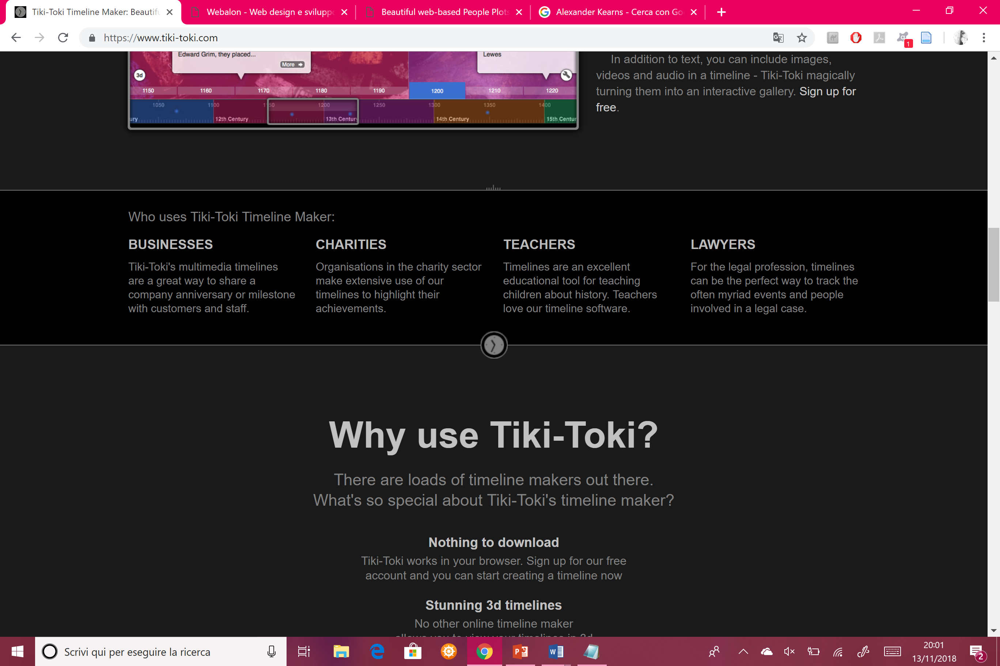 Tiki-Toki Timeline Maker: Beautifu
Webalon - Web design e sviluppo
Beautiful web-based People Plots
Alexander Kearns - Cerca con Goo
https://www.tiki-toki.com
1
Edward Grim, they placed...
More
Lewes
3d
1150 1160 1170 1180 1190 1200 1210 1220
1050 1100 1150 1200 1250 1300 1350 1400
ury 12th Century 13th Century 14th Century 15th Centur
In addition to text, you can include images,
videos and audio in a timeline - Tiki-Toki magically
turning them into an interactive gallery. Sign up for
free.
Who uses Tiki-Toki Timeline Maker:
BUSINESSES
Tiki-Toki's multimedia timelines
are a great way to share a
company anniversary or milestone
with customers and staff.
CHARITIES
Organisations in the charity sector
make extensive use of our
timelines to highlight their
achievements.
TEACHERS
Timelines are an excellent
educational tool for teaching
children about history. Teachers
love our timeline software.
LAWYERS
For the legal profession, timelines
can be the perfect way to track the
often myriad events and people
involved in a legal case.
Why use Tiki-Toki?
There are loads of timeline makers out there.
What's so special about Tiki-Toki's timeline maker?
Nothing to download
Tiki-Toki works in your browser. Sign up for our free
account and you can start creating a timeline now
Stunning 3d timelines
No other online timeline maker
allows you to view your timelines in 3d
Scrivi qui per eseguire la ricerca
20:01
13/11/2018
2